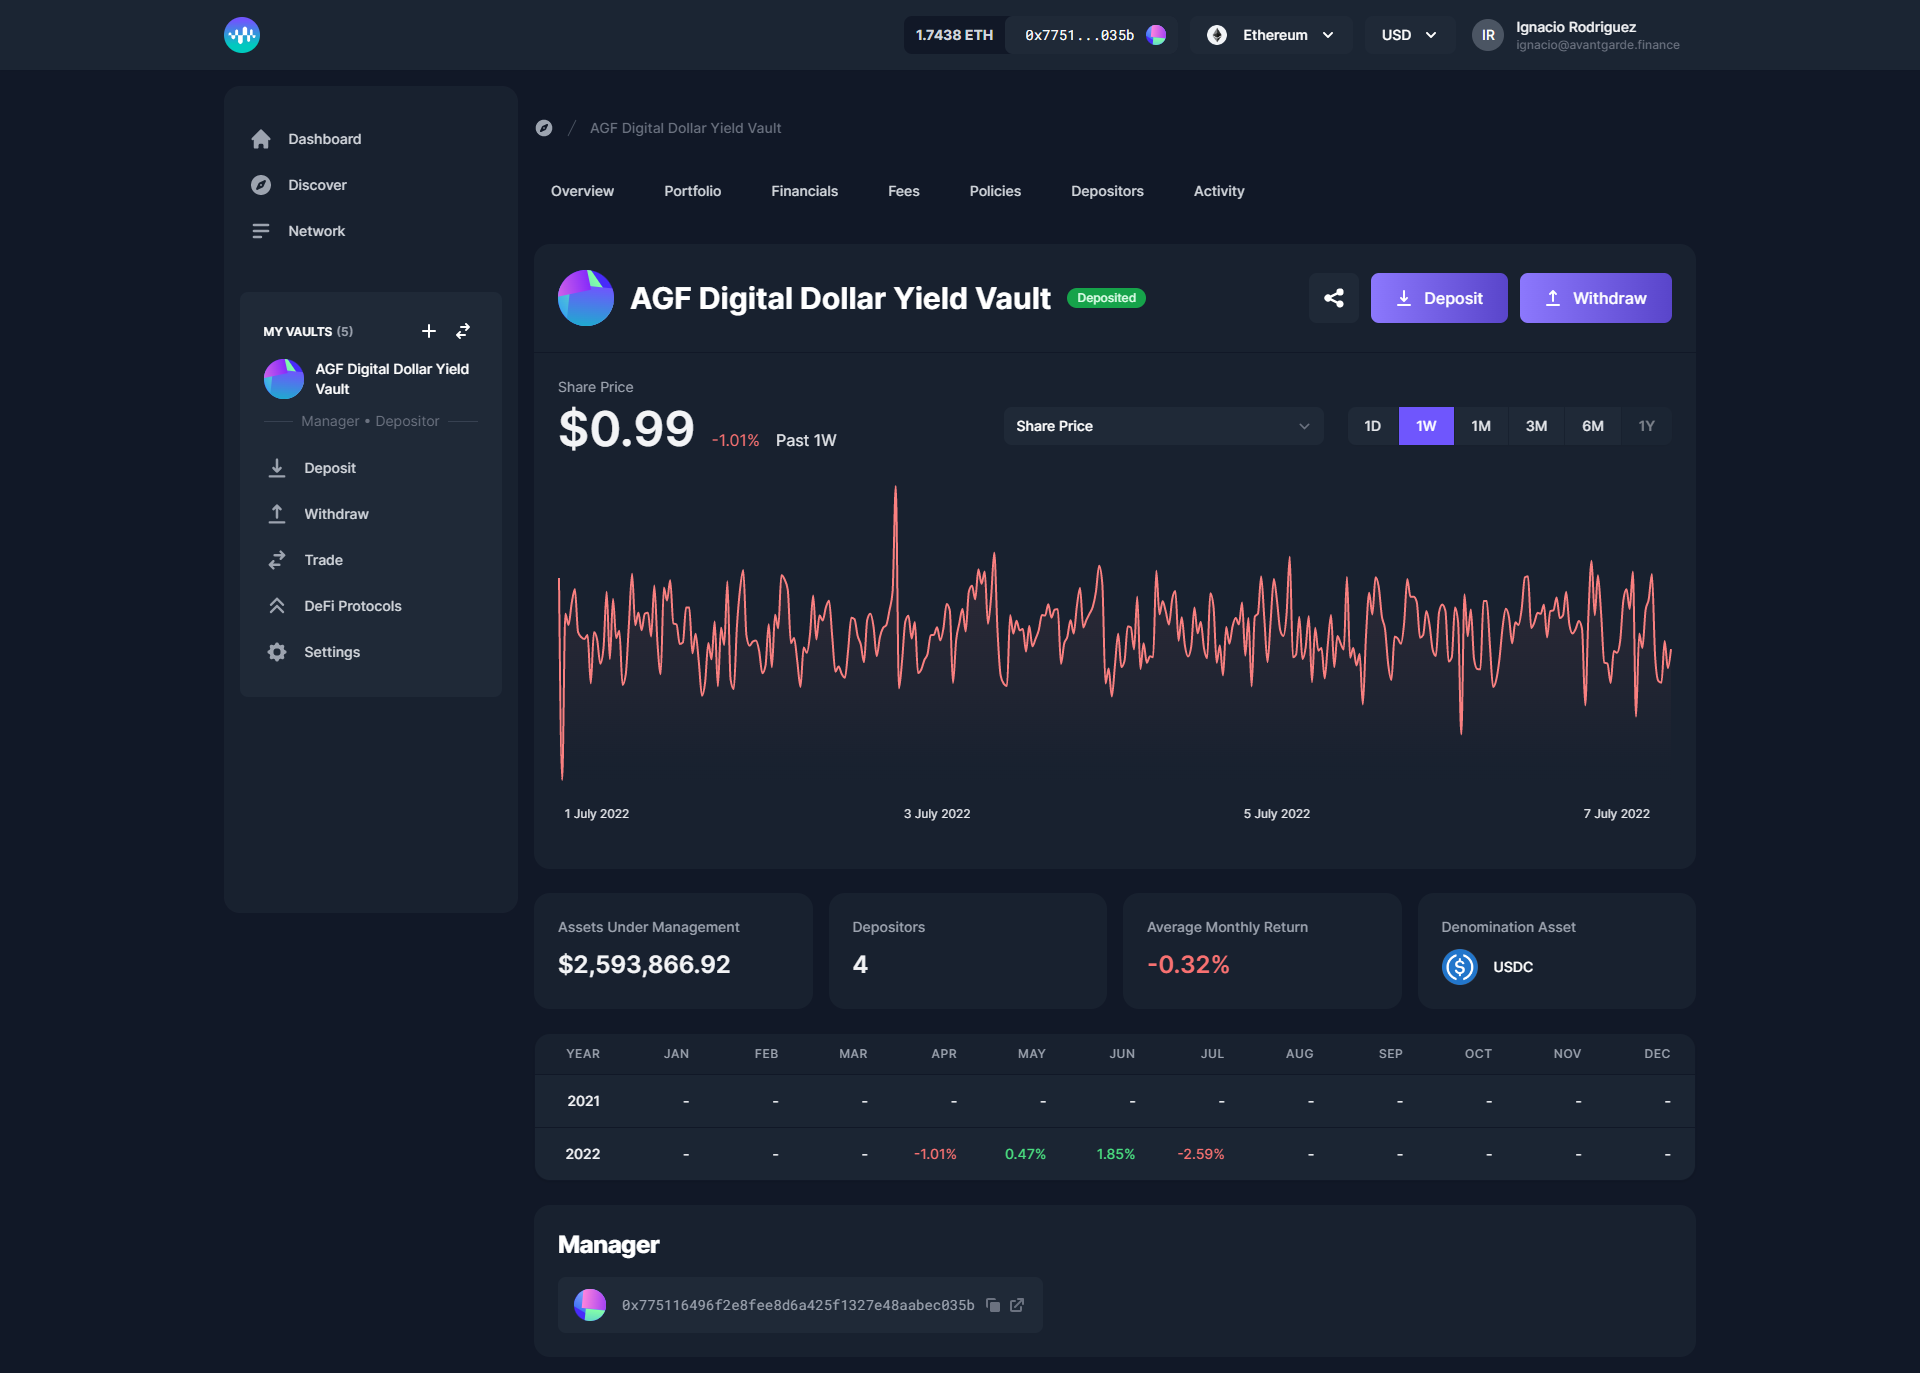 1.7438 ETH
0x7751...035b
Ethereum
USD
IR
Ignacio Rodriguez
ignacio@avantgarde.finance
Dashboard
Discover
Network
MY VAULTS (5)
AGF Digital Dollar Yield
Vault
Manager • Depositor
Deposit
Withdraw
Trade
DeFi Protocols
Settings
/ AGF Digital Dollar Yield Vault
Overview Portfolio Financials Fees Policies Depositors Activity
AGF Digital Dollar Yield Vault
Deposited
Deposit
Withdraw
Share Price
$0.99 -1.01% Past 1W
Share Price
1D 1W 1M 3M 6M 1Y
1 July 2022 3 July 2022 5 July 2022 7 July 2022
Assets Under Management
$2,593,866.92
Depositors
4
Average Monthly Return
-0.32%
Denomination Asset
USDC
YEAR JAN FEB MAR APR MAY JUN JUL AUG SEP OCT NOV DEC
2021 - - - - - - - - - - - -
2022 - - - -1.01% 0.47% 1.85% -2.59% - - - - -
Manager
0x775116496f2e8fee8d6a425f1327e48aabec035b